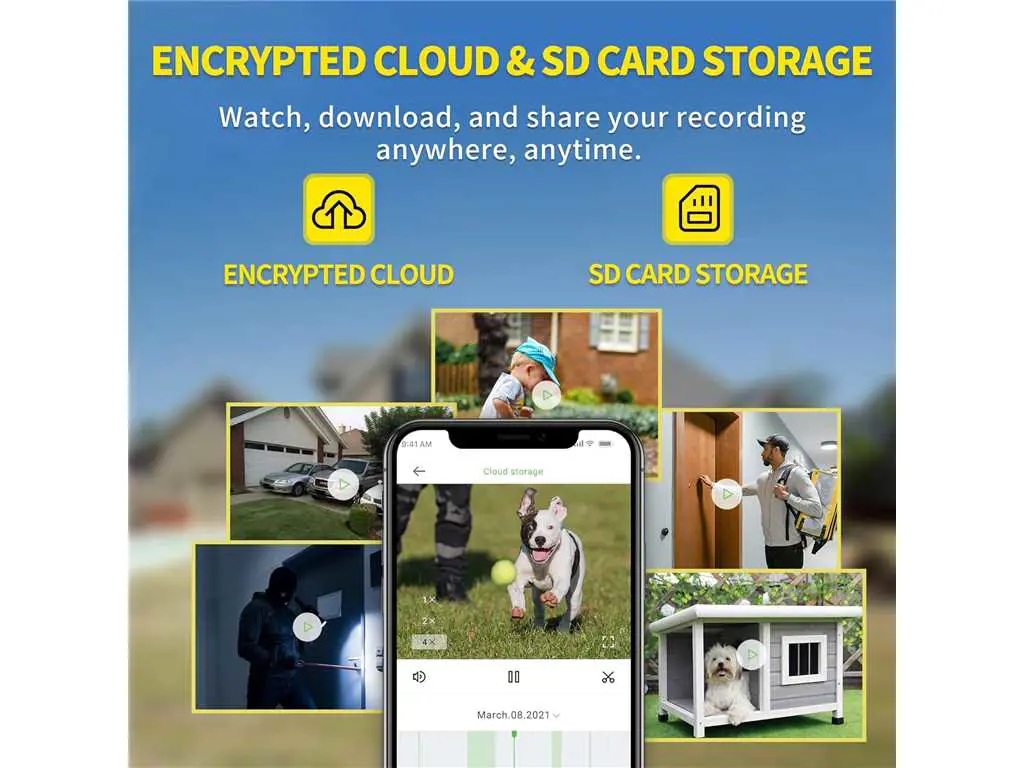 ENCRYPTED CLOUD & SD CARD STORAGE
Watch, download, and share your recording
anywhere, anytime.
ENCRYPTED CLOUD
SD CARD STORAGE
9:41 AM
Cloud storage
1×
2×
4×
March.08.2021